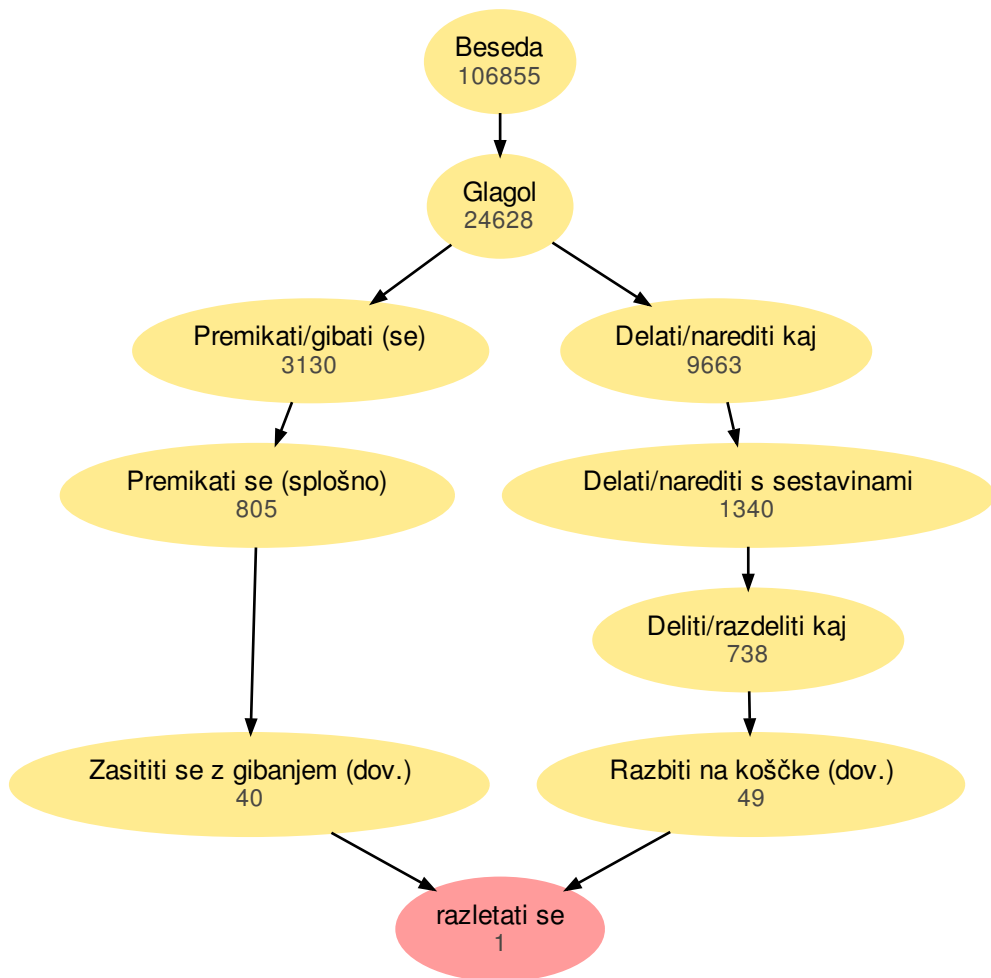 Beseda
106855
Glagol
24628
Premikati/gibati (se)
3130
Delati/narediti kaj
9663
Premikati se (splošno)
805
Delati/narediti s sestavinami
1340
Deliti/razdeliti kaj
738
Zasititi se z gibanjem (dov.)
40
Razbiti na koščke (dov.)
49
razletati se
1